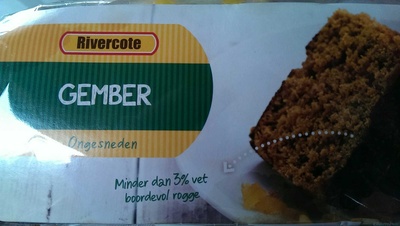 Rivercote
GEMBER
Ongesneden
Minder dan 3% vet
boordevol rogge